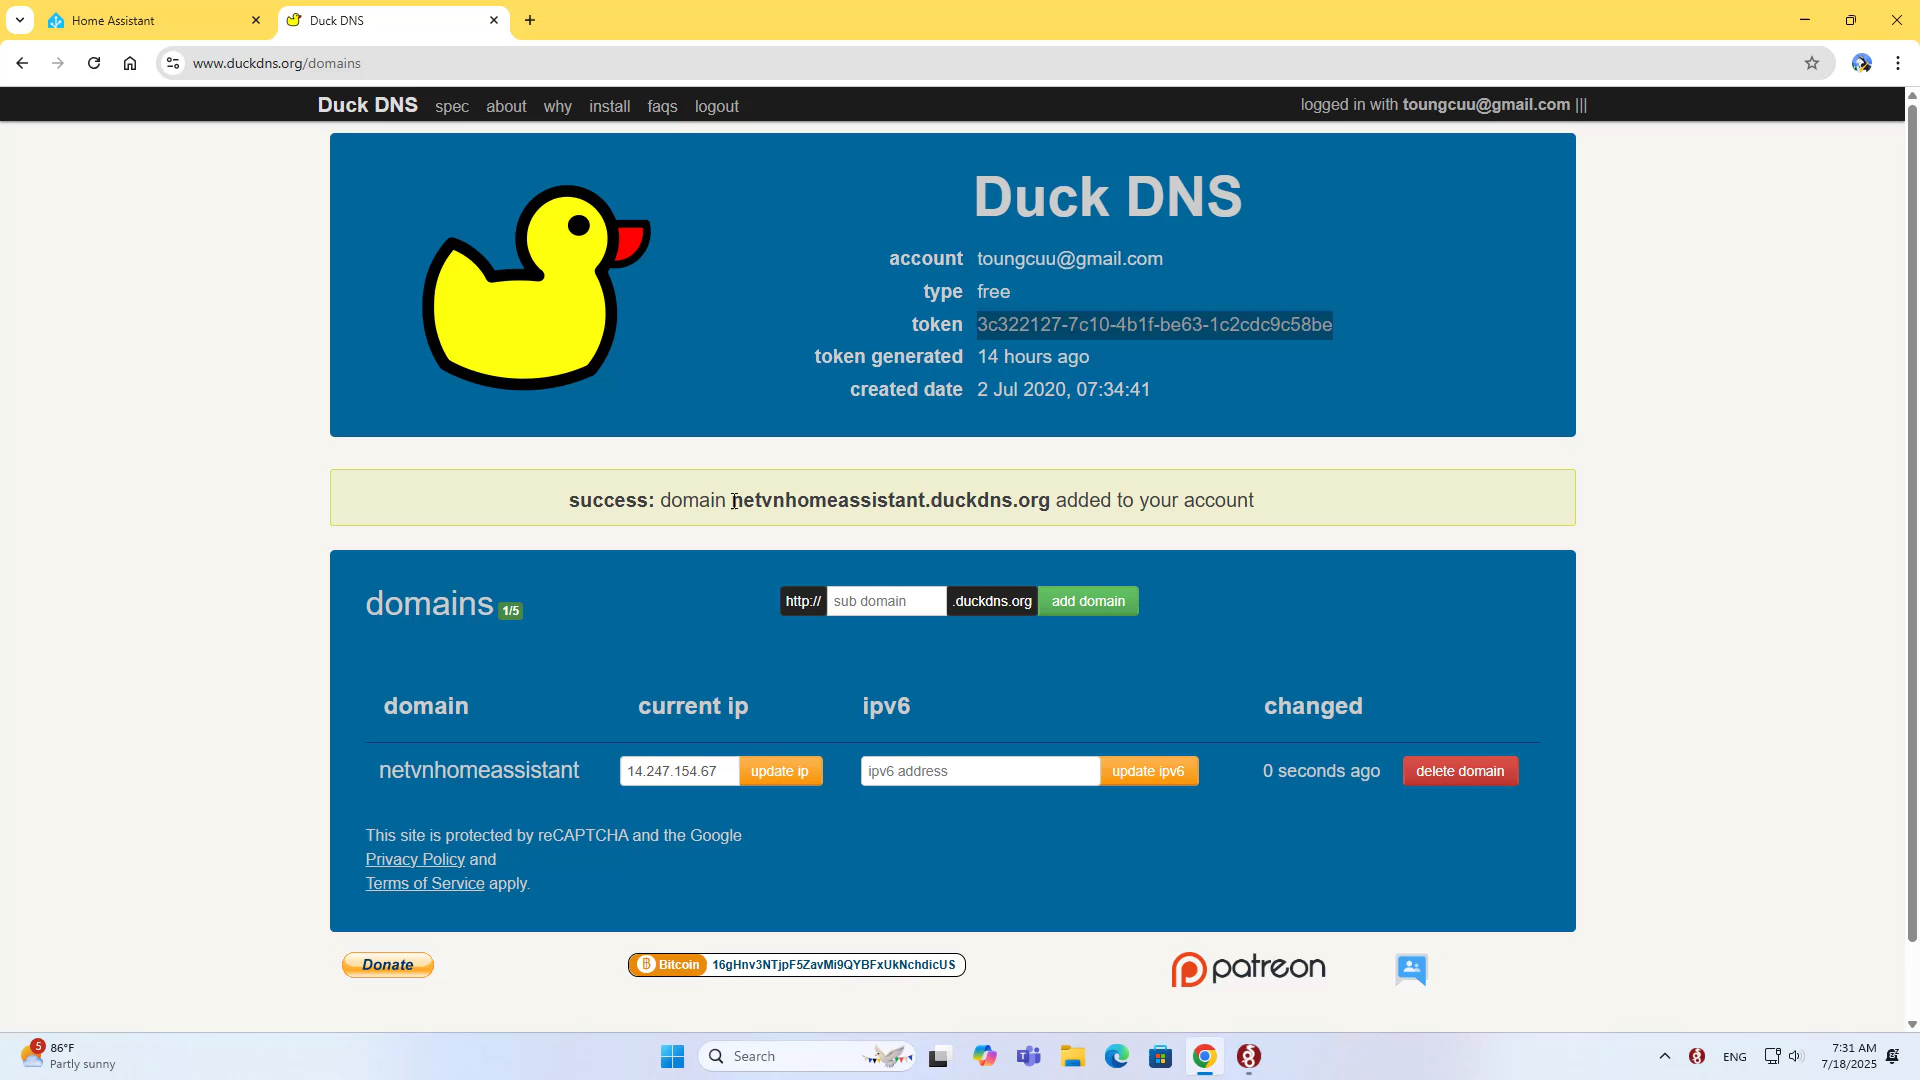 Home Assistant
Duck DNS
www.duckdns.org/domains
Duck DNS spec about why install faqs logout
logged in with toungcuu@gmail.com |||
Duck DNS
account toungcuu@gmail.com
type free
token 3c322127-7c10-4b1f-be63-1c2cdc9c58be
token generated 14 hours ago
created date 2 Jul 2020, 07:34:41
success: domain netvnhomeassistant.duckdns.org added to your account
domains 1/5
http:// sub domain .duckdns.org add domain
domain current ip ipv6 changed
netvnhomeassistant 14.247.154.67 update ip ipv6 address update ipv6 0 seconds ago delete domain
This site is protected by reCAPTCHA and the Google
Privacy Policy and
Terms of Service apply.
Donate
Bitcoin 16gHnv3NTjpF5ZavMi9QYBFxUkNchdicUS
patreon
5
86°F
Partly sunny
Search
ENG
7:31 AM
7/18/2025